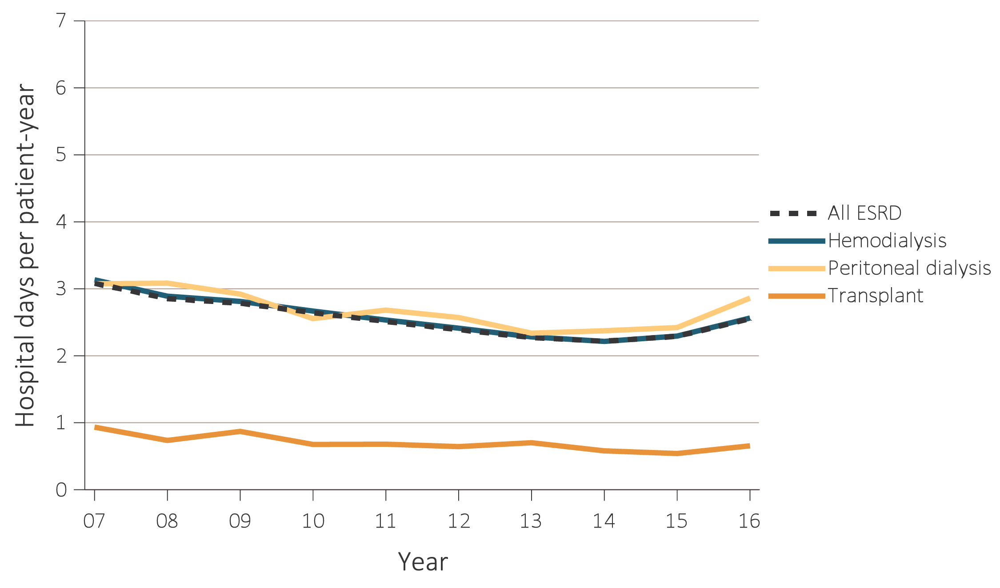 Hospital days per patient-year
7
6
5
4
3
2
1
0
07 08 09 10 11 12 13 14 15 16
Year
All ESRD
Hemodialysis
Peritoneal dialysis
Transplant